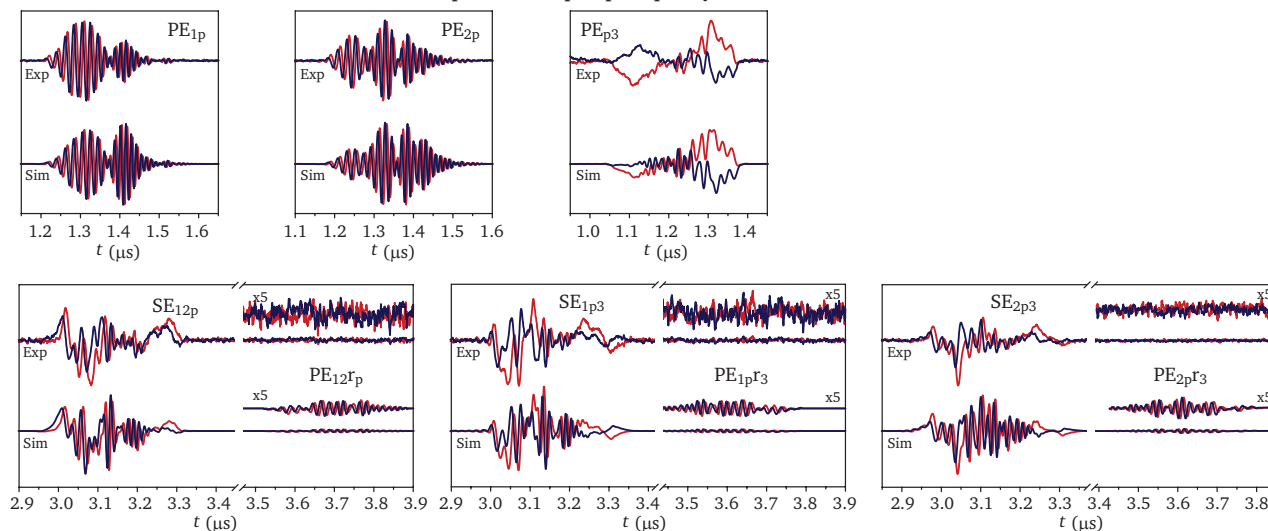 PE1p
PE2p
PEp3
Exp
Exp
Exp
Sim
Sim
Sim
1.2 1.3 1.4 1.5 1.6
1.1 1.2 1.3 1.4 1.5 1.6
1.0 1.1 1.2 1.3 1.4
t (μs)
t (μs)
t (μs)
SE12p
x5
SE1p3
x5
SE2p3
x5
Exp
Exp
Exp
PE12rp
PE1pr3
PE2pr3
x5
x5
x5
Sim
Sim
Sim
2.9 3.0 3.1 3.2 3.3 3.5 3.6 3.7 3.8 3.9
2.9 3.0 3.1 3.2 3.3 3.5 3.6 3.7 3.8 3.9
2.9 3.0 3.1 3.2 3.3 3.4 3.5 3.6 3.7 3.8
t (μs)
t (μs)
t (μs)